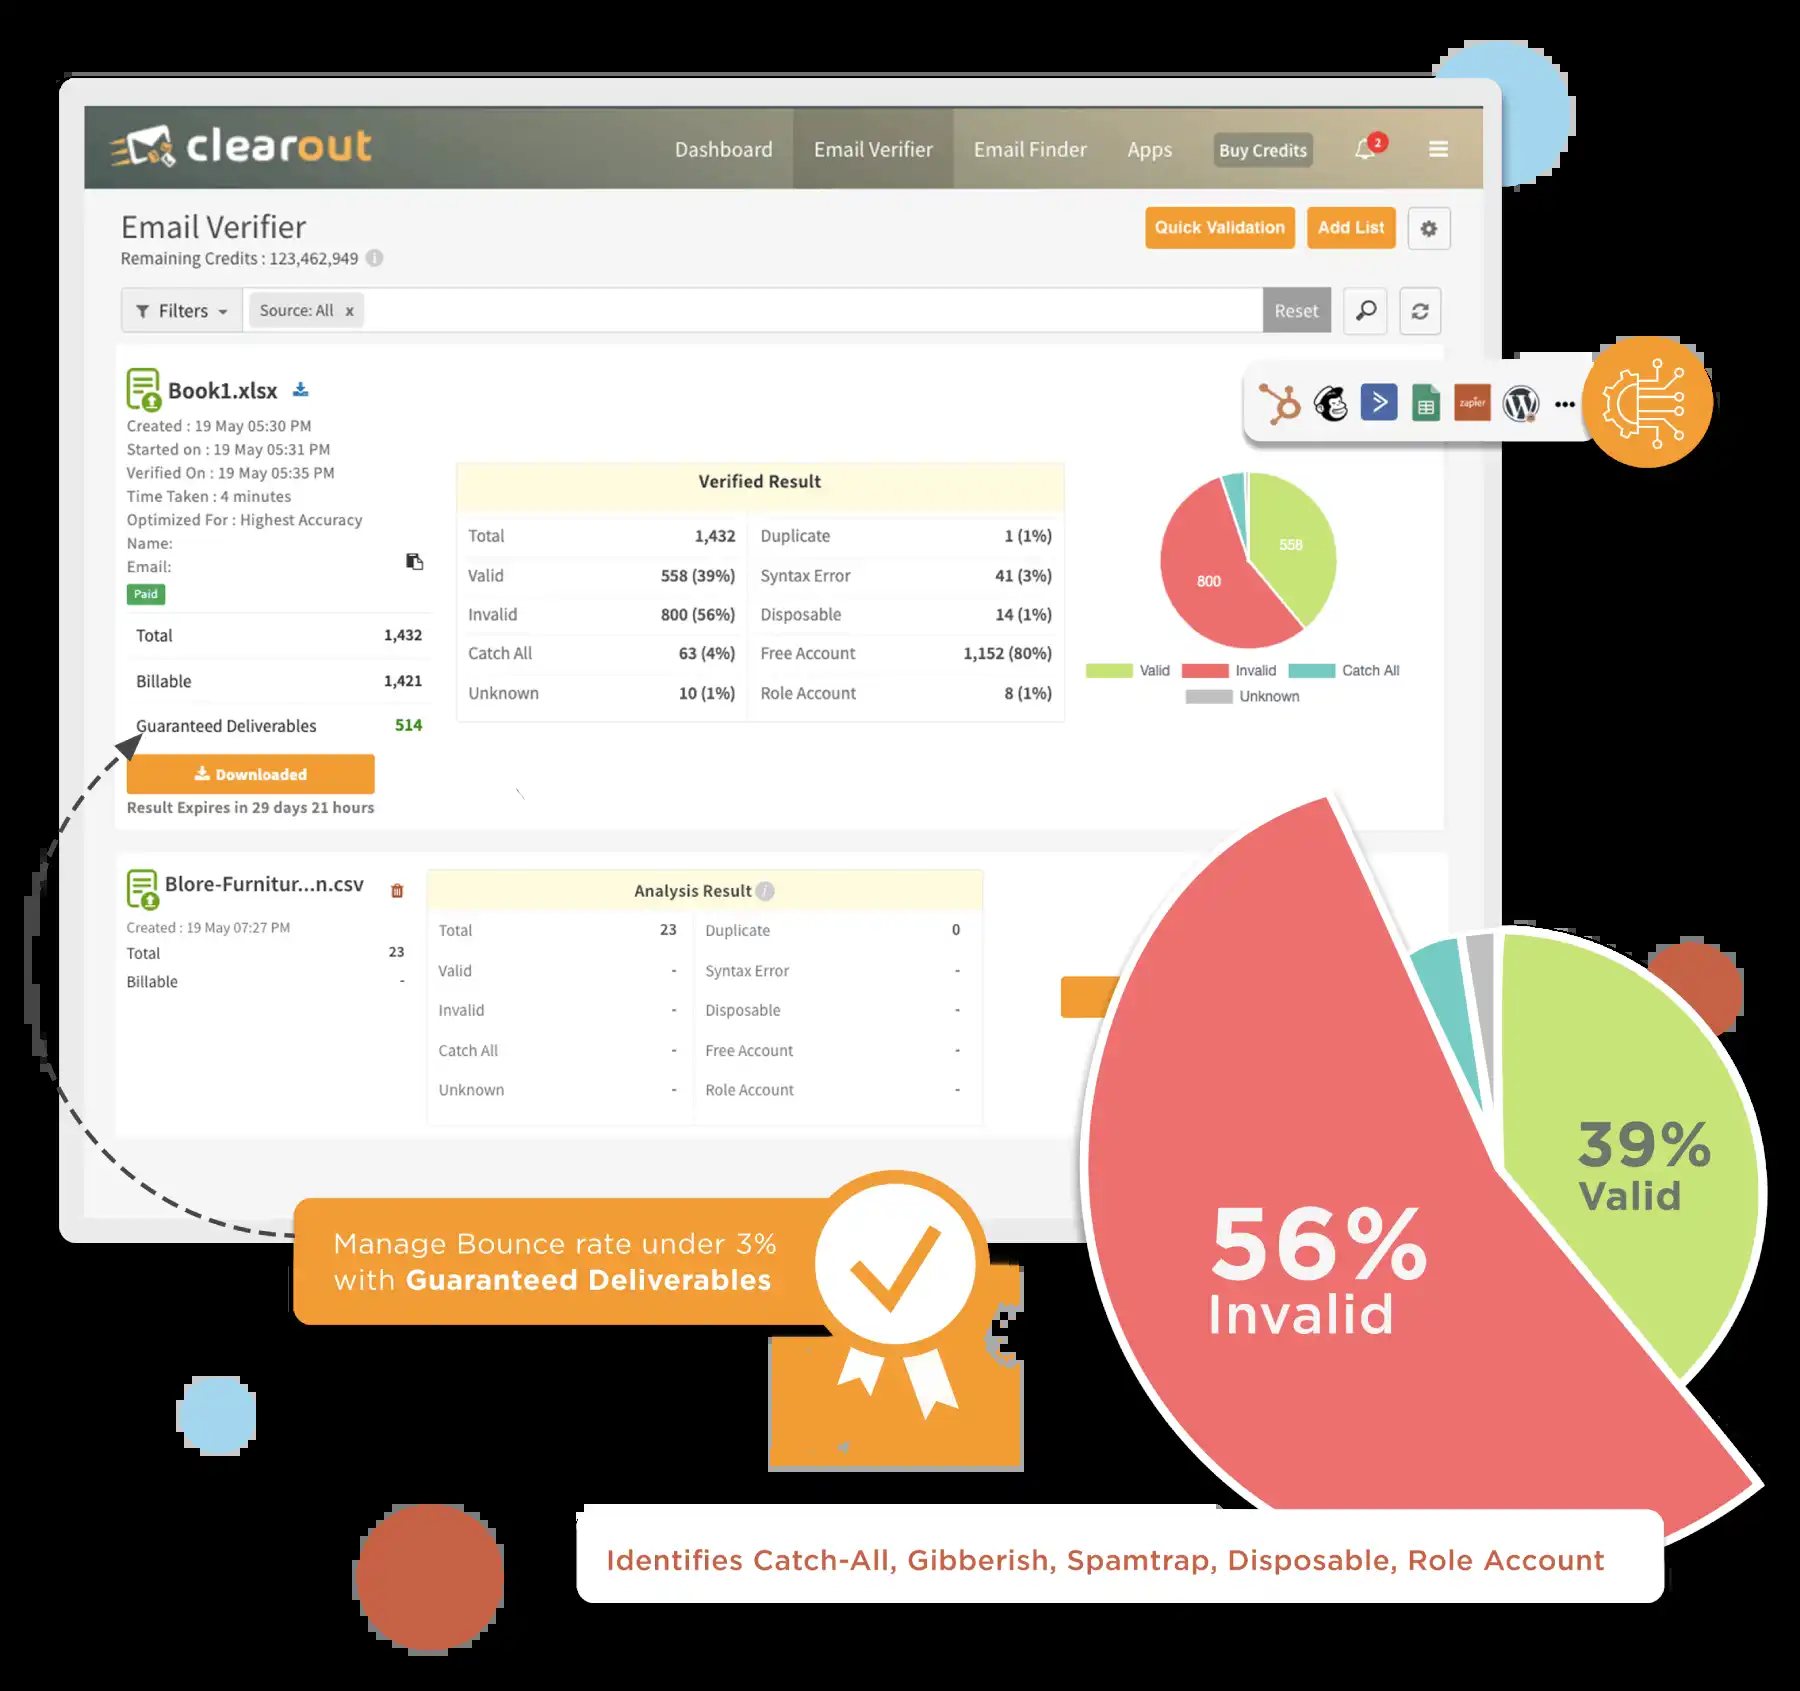 clearout
Dashboard Email Verifier Email Finder Apps Buy Credits 2
Email Verifier
Quick Validation Add List
Remaining Credits : 123,462,949 i
Filters Source: All x Reset
Book1.xlsx
Created : 19 May 05:30 PM
Started on : 19 May 05:31 PM
Verified On : 19 May 05:35 PM
Time Taken : 4 minutes
Optimized For : Highest Accuracy
Name:
Email:
Paid
Total 1,432
Billable 1,421
Guaranteed Deliverables 514
Downloaded
Result Expires in 29 days 21 hours
Verified Result
Total 1,432 Duplicate 1 (1%)
Valid 558 (39%) Syntax Error 41 (3%)
Invalid 800 (56%) Disposable 14 (1%)
Catch All 63 (4%) Free Account 1,152 (80%)
Unknown 10 (1%) Role Account 8 (1%)
zapier
558
800
Valid Invalid Catch All
Unknown
Blore-Furnitur...n.csv
Created : 19 May 07:27 PM
Total 23
Billable -
Analysis Result i
Total 23 Duplicate 0
Valid - Syntax Error -
Invalid - Disposable -
Catch All - Free Account -
Unknown - Role Account -
39%
Valid
56%
Invalid
Manage Bounce rate under 3%
with Guaranteed Deliverables
Identifies Catch-All, Gibberish, Spamtrap, Disposable, Role Account